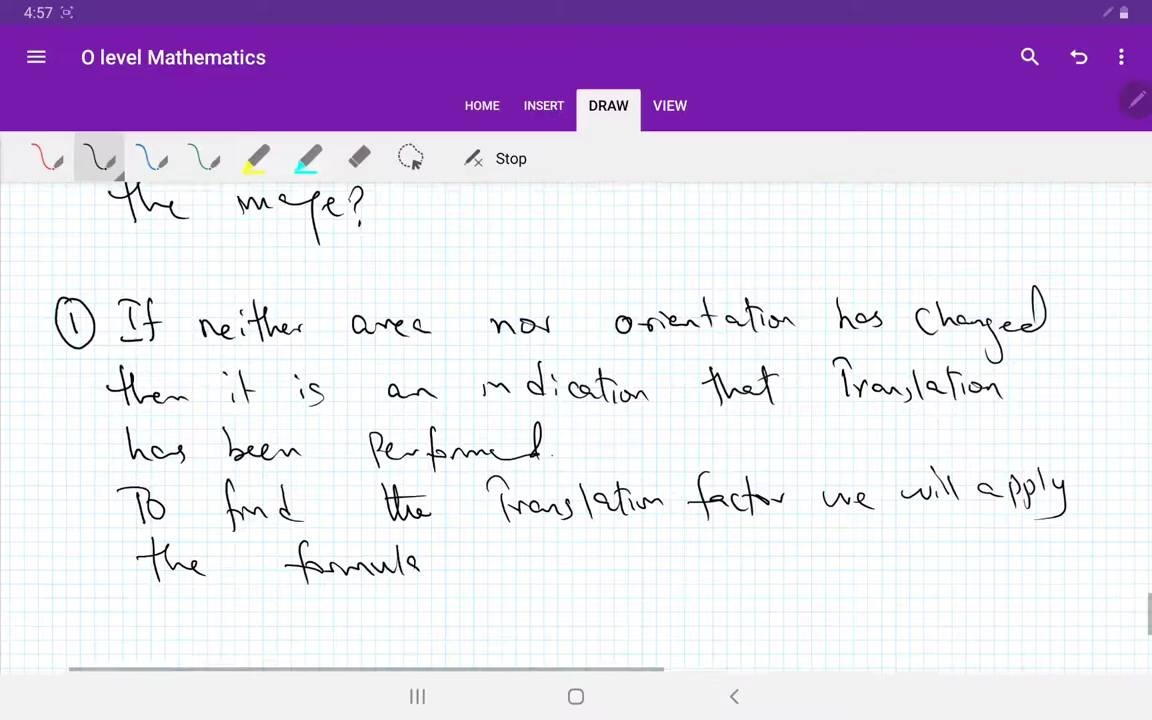 4:57
O level Mathematics
HOME INSERT DRAW VIEW
Stop
the image?
① If neither area nor orientation has changed
then it is an indication that Translation
has been performed.
To find the Translation factor we will apply
the formula